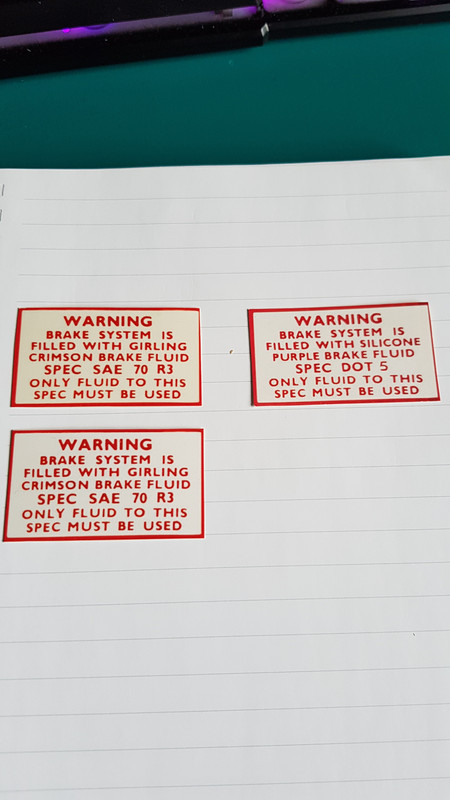 WARNING
BRAKE SYSTEM IS
FILLED WITH GIRLING
CRIMSON BRAKE FLUID
SPEC SAE 70 R3
ONLY FLUID TO THIS
SPEC MUST BE USED
WARNING
BRAKE SYSTEM IS
FILLED WITH SILICONE
PURPLE BRAKE FLUID
SPEC DOT 5
ONLY FLUID TO THIS
SPEC MUST BE USED
WARNING
BRAKE SYSTEM IS
FILLED WITH GIRLING
CRIMSON BRAKE FLUID
SPEC SAE 70 R3
ONLY FLUID TO THIS
SPEC MUST BE USED